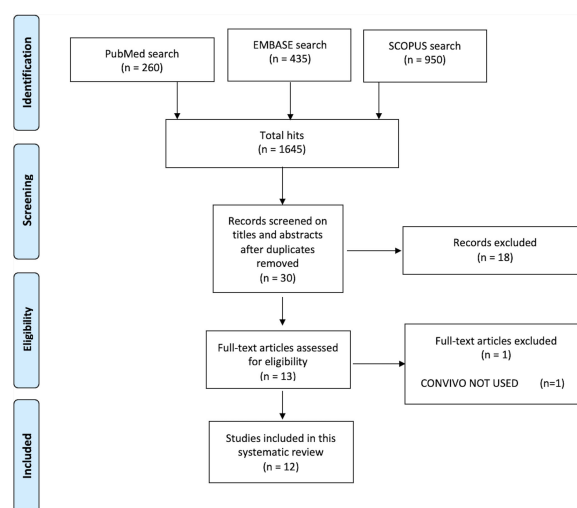 Identification
PubMed search
(n = 260)
EMBASE search
(n = 435)
SCOPUS search
(n = 950)
Total hits
(n = 1645)
Screening
Records screened on
titles and abstracts
after duplicates
removed
(n = 30)
Records excluded
(n = 18)
Eligibility
Full-text articles assessed
for eligibility
(n = 13)
Full-text articles excluded
(n = 1)
CONVIVO NOT USED (n=1)
Included
Studies included in this
systematic review
(n = 12)